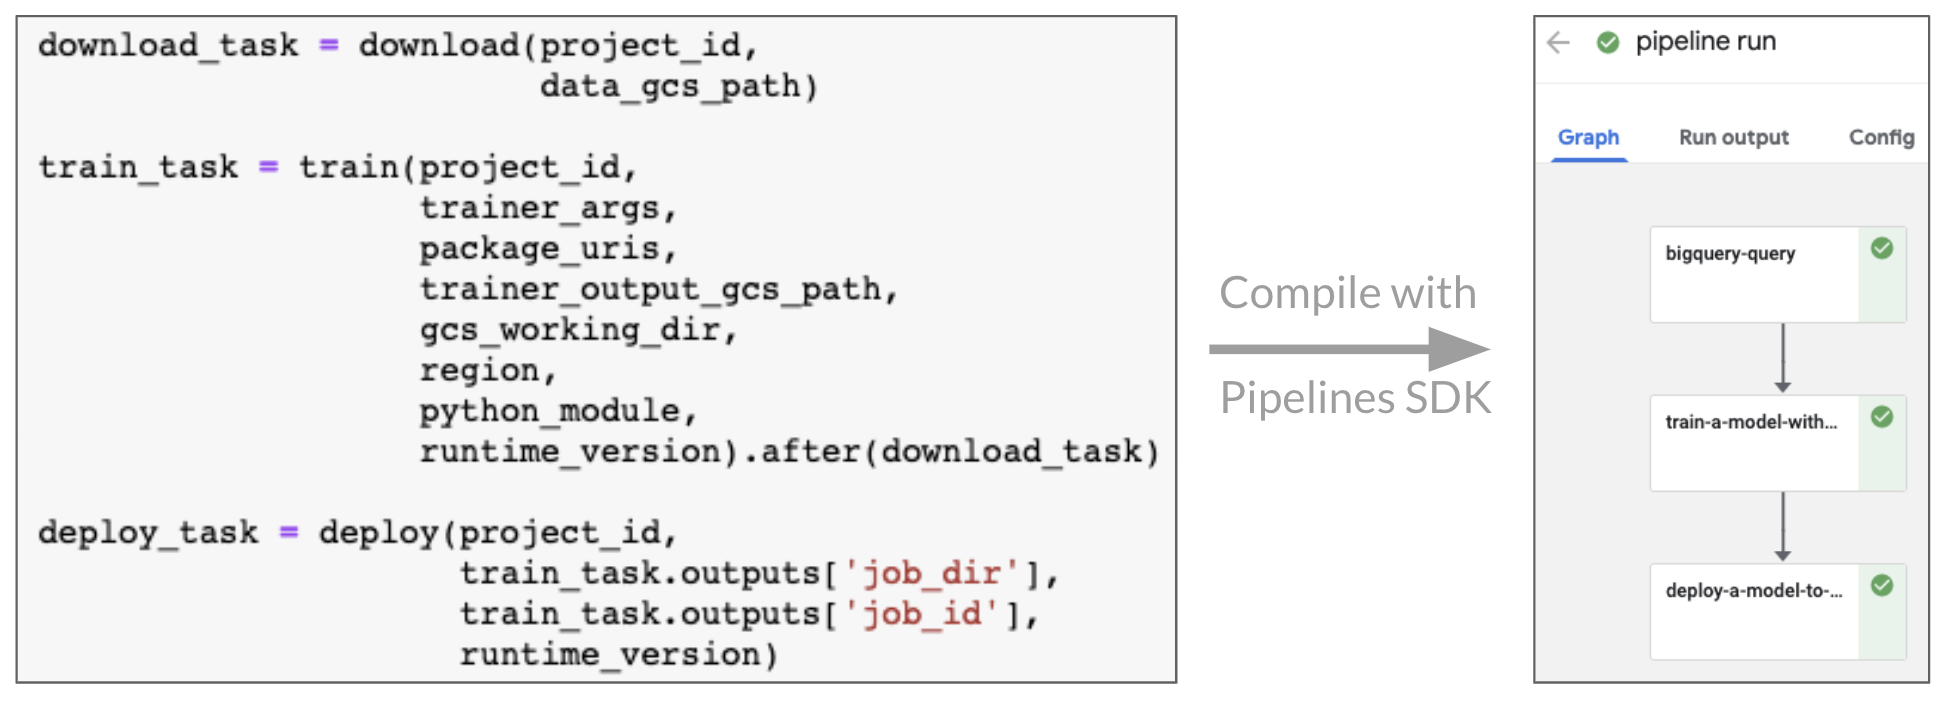 download_task = download(project_id,
data_gcs_path)
train_task = train(project_id,
trainer_args,
package_uris,
trainer_output_gcs_path,
gcs_working_dir,
region,
python_module,
runtime_version).after(download_task)
deploy_task = deploy(project_id,
train_task.outputs['job_dir'],
train_task.outputs['job_id'],
runtime_version)
Compile with
Pipelines SDK
pipeline run
Graph Run output Config
bigquery-query
train-a-model-with...
deploy-a-model-to-...